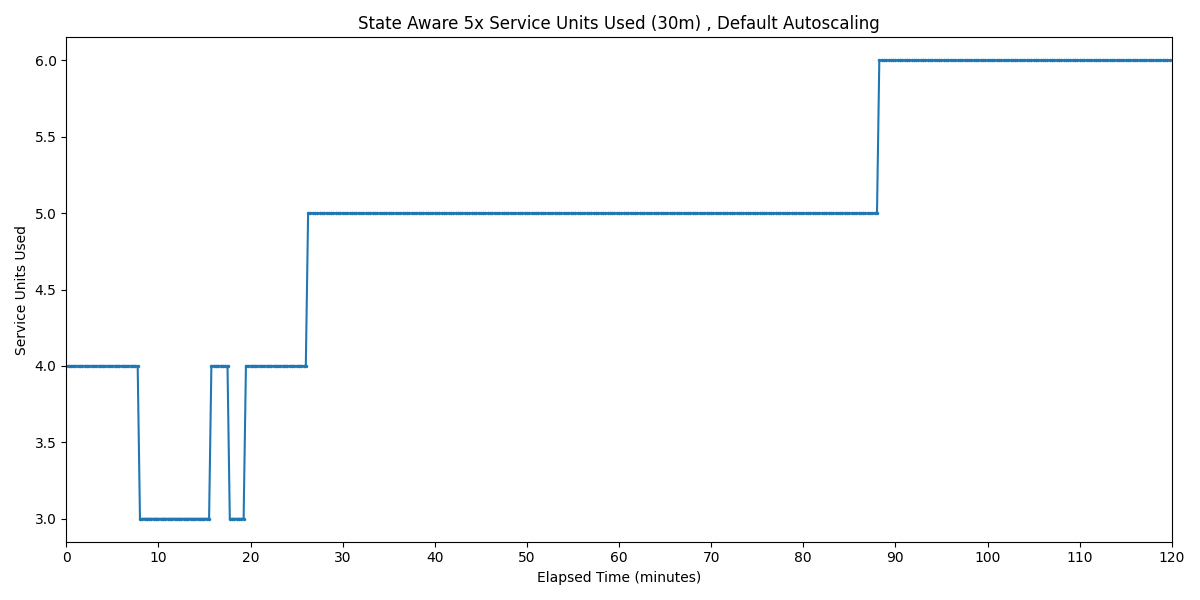 State Aware 5x Service Units Used (30m) , Default Autoscaling
Service Units Used
6.0
5.5
5.0
4.5
4.0
3.5
3.0
0 10 20 30 40 50 60 70 80 90 100 110 120
Elapsed Time (minutes)